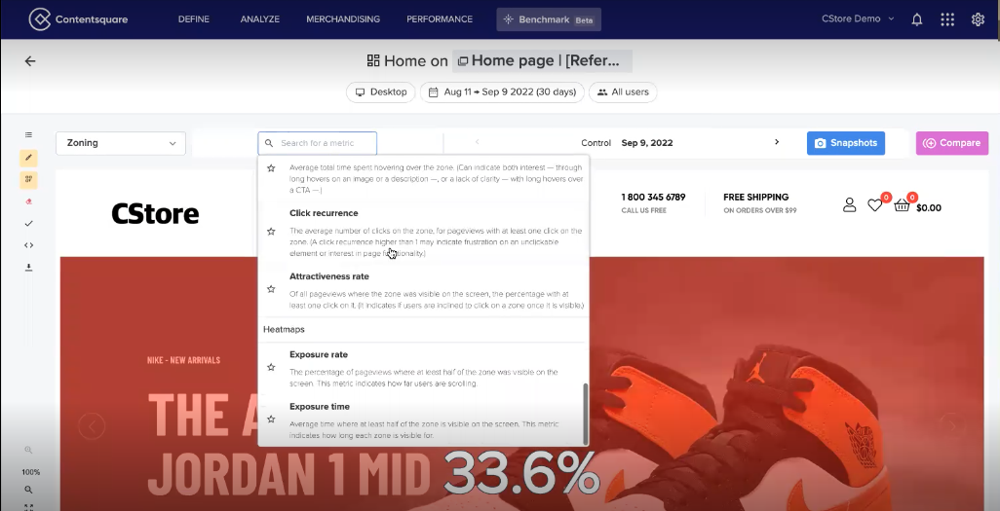 Contentsquare
DEFINE
ANALYZE
MERCHANDISING
PERFORMANCE
Benchmark Beta
CStore Demo
Home on Home page | [Refer...
Desktop
Aug 11 → Sep 9 2022 (30 days)
All users
Zoning
Search for a metric
Control Sep 9, 2022
Snapshots
Compare
Average total time spent hovering over the zone. (Can indicate both interest — through
long hovers on an image or a description —, or a lack of clarity — with long hovers over
a CTA —.)
Click recurrence
The average number of clicks on the zone, for pageviews with at least one click on the
zone. (A click recurrence higher than 1 may indicate frustration on an unclickable
element or interest in page functionality.)
Attractiveness rate
Of all pageviews where the zone was visible on the screen, the percentage with at
least one click on it. (It indicates if users are inclined to click on a zone once it is visible.)
Heatmaps
Exposure rate
The percentage of pageviews where at least half of the zone was visible on the
screen. This metric indicates how far users are scrolling.
Exposure time
Average time where at least half of the zone is visible on the screen. This metric
indicates how long each zone is visible for.
CStore
1 800 345 6789
CALL US FREE
FREE SHIPPING
ON ORDERS OVER $99
0
0
$0.00
NIKE - NEW ARRIVALS
THE A
JORDAN 1 MID
33.6%
100%